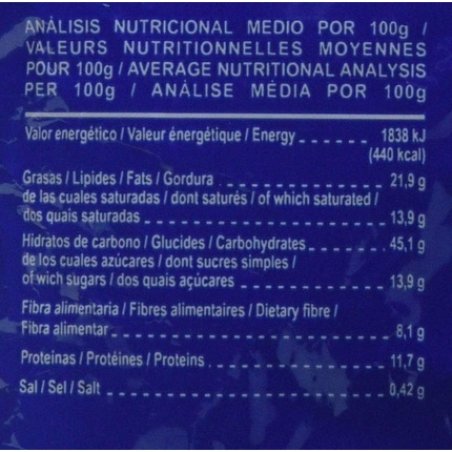 ANÁLISIS NUTRICIONAL MEDIO POR 100g /
VALEURS NUTRITIONNELLES MOYENNES
POUR 100g / AVERAGE NUTRITIONAL ANALYSIS
PER 100g / ANÁLISE MÉDIA POR 100g
Valor energético / Valeur énergétique / Energy 1838 kJ
(440 kcal)
Grasas / Lipides / Fats / Gordura 21,9 g
de las cuales saturadas / dont saturés / of which saturated /
dos quais saturadas 13,9 g
Hidratos de carbono / Glucides / Carbohydrates 45,1 g
de los cuales azúcares / dont sucres simples /
of wich sugars / dos quais açúcares 13,9 g
Fibra alimentaria / Fibres alimentaires / Dietary fibre /
Fibra alimentar 8,1 g
Proteinas / Protéines / Proteins 11,7 g
Sal / Sel / Salt 0,42 g